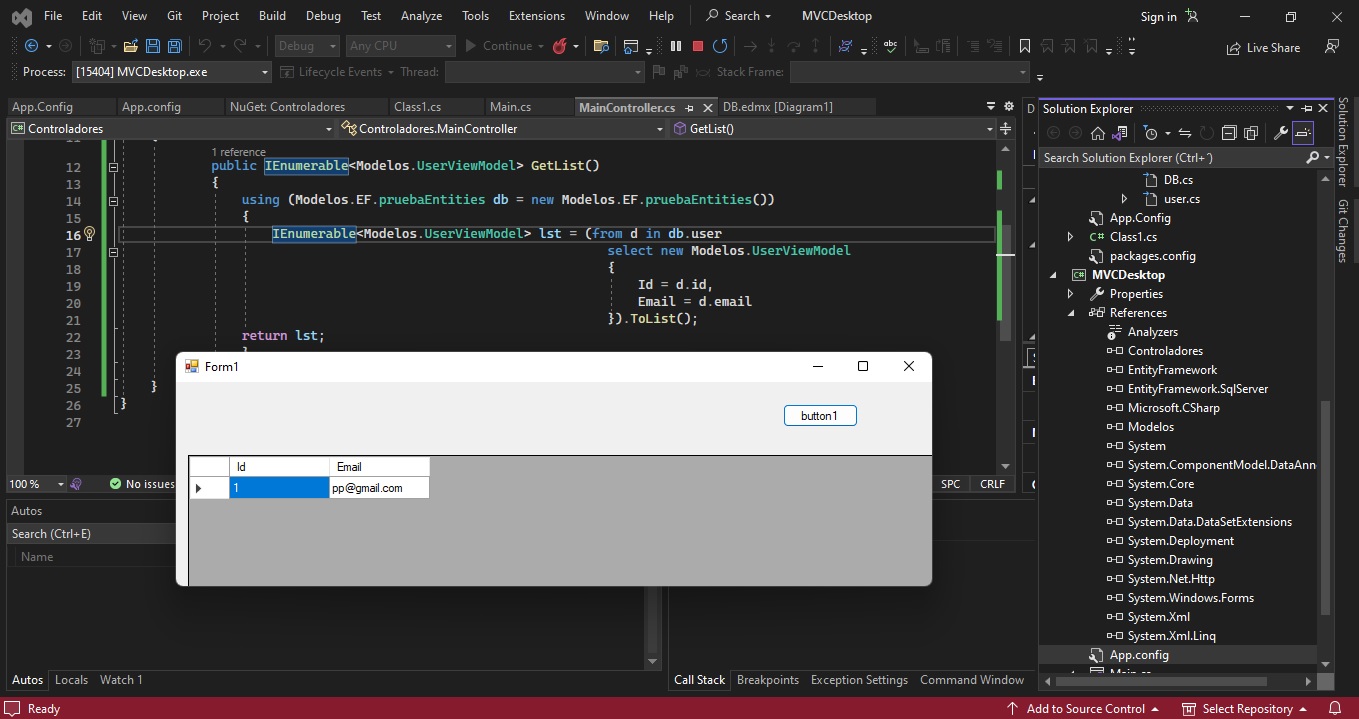 File Edit View Git Project Build Debug Test Analyze Tools Extensions Window Help Search MVCDesktop Sign in
Debug Any CPU Continue Live Share
Process: [15404] MVCDesktop.exe Lifecycle Events Thread: Stack Frame:
App.Config App.config NuGet: Controladores Class1.cs Main.cs MainController.cs DB.edmx [Diagram1]
Controladores Controladores.MainController GetList()
1 reference
12 public IEnumerable<Modelos.UserViewModel> GetList()
13 {
14 using (Modelos.EF.pruebaEntities db = new Modelos.EF.pruebaEntities())
15 {
16 IEnumerable<Modelos.UserViewModel> lst = (from d in db.user
17 select new Modelos.UserViewModel
18 {
19 Id = d.id,
20 Email = d.email
21 }).ToList();
22 return lst;
23
24
25 }
26 }
27
Form1
button1
Id Email
1 pp@gmail.com
100 % No issues SPC CRLF
Autos
Search (Ctrl+E)
Name
Autos Locals Watch 1
Call Stack Breakpoints Exception Settings Command Window
Solution Explorer
Search Solution Explorer (Ctrl+´)
DB.cs
user.cs
App.Config
C# Class1.cs
packages.config
C# MVCDesktop
Properties
References
Analyzers
Controladores
EntityFramework
EntityFramework.SqlServer
Microsoft.CSharp
Modelos
System
System.ComponentModel.DataAnn
System.Core
System.Data
System.Data.DataSetExtensions
System.Deployment
System.Drawing
System.Net.Http
System.Windows.Forms
System.Xml
System.Xml.Linq
App.config
Main.cs
Solution Explorer
Git Changes
Ready Add to Source Control Select Repository